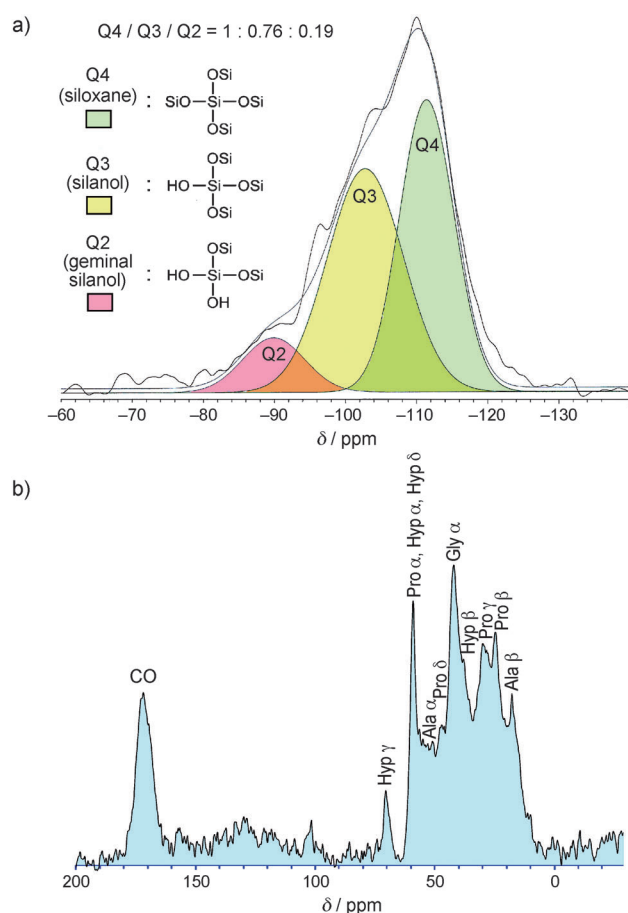 a)
Q4 / Q3 / Q2 = 1 : 0.76 : 0.19
Q4
(siloxane)
:
OSi
SiO—Si—OSi
OSi
Q3
(silanol)
:
OSi
HO—Si—OSi
OSi
Q2
(geminal
silanol)
:
OSi
HO—Si—OSi
OH
Q4
Q3
Q2
−60 −70 −80 −90 −100 −110 −120 −130
δ / ppm
b)
CO
Hyp γ
Pro α, Hyp α, Hyp δ
Ala α
Pro δ
Gly α
Hyp β
Pro γ
Pro β
Ala β
200 150 100 50 0
δ / ppm